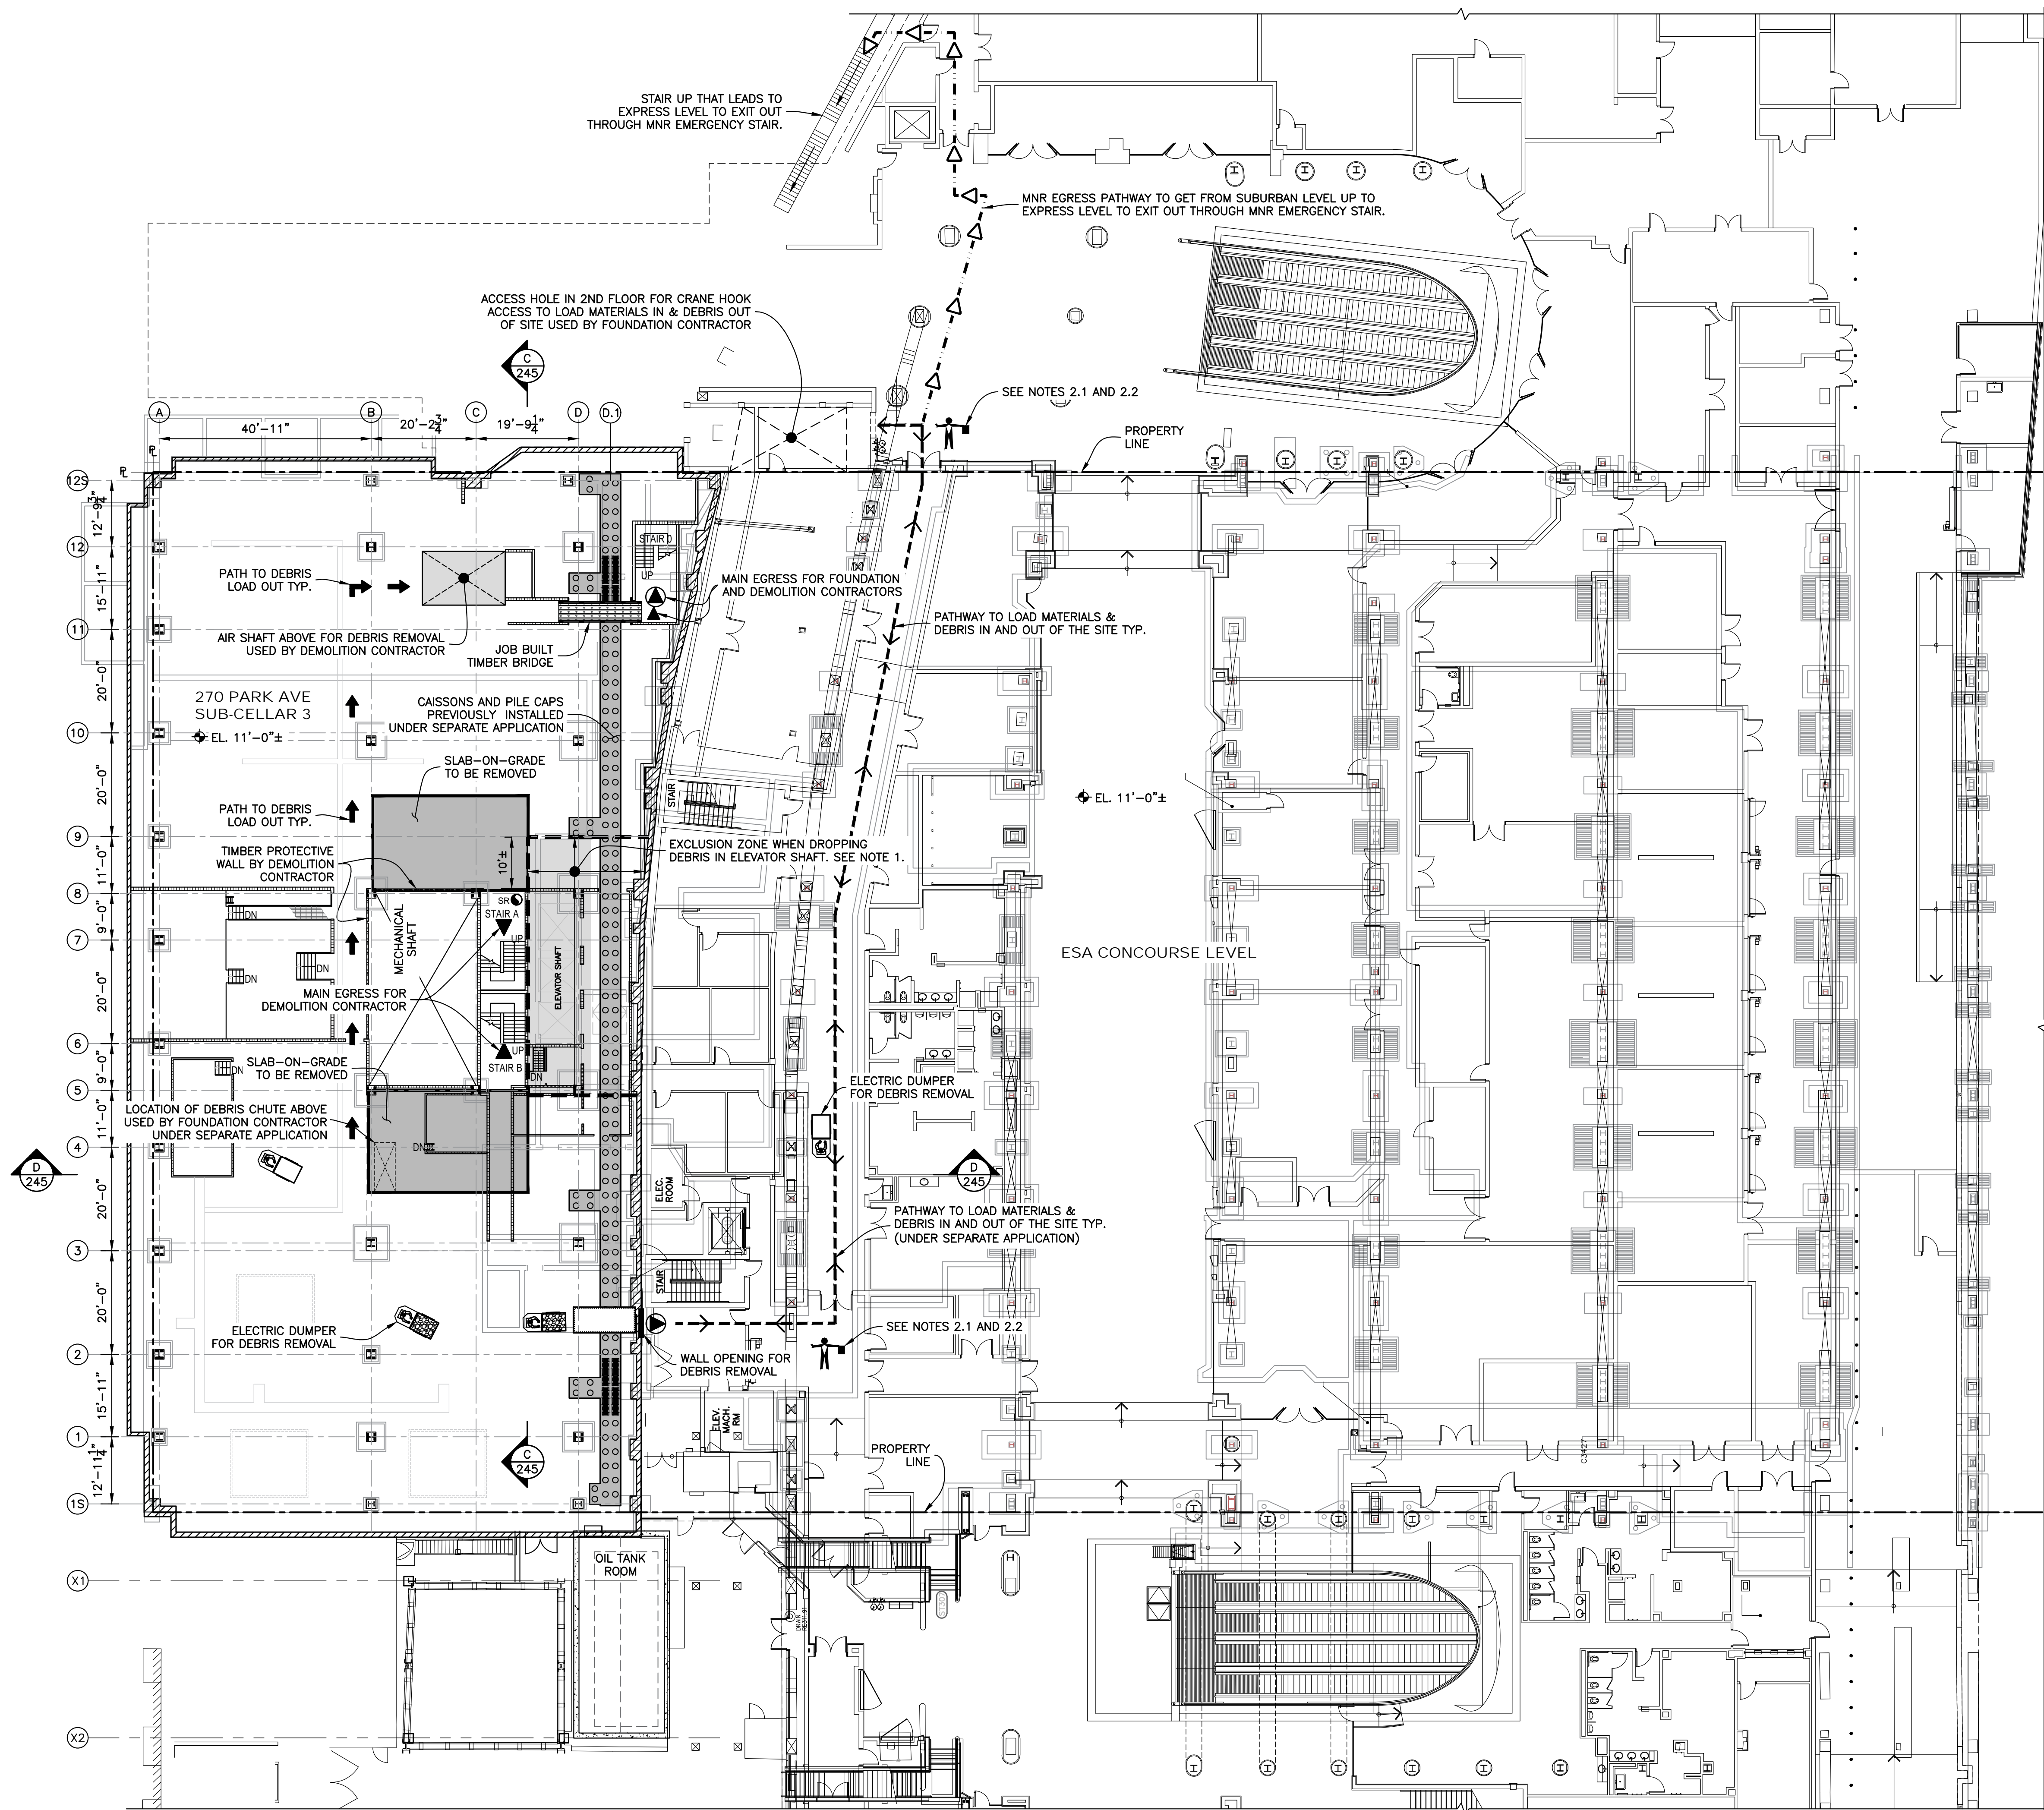 STAIR UP THAT LEADS TO
EXPRESS LEVEL TO EXIT OUT
THROUGH MNR EMERGENCY STAIR.
MNR EGRESS PATHWAY TO GET FROM SUBURBAN LEVEL UP TO
EXPRESS LEVEL TO EXIT OUT THROUGH MNR EMERGENCY STAIR.
ACCESS HOLE IN 2ND FLOOR FOR CRANE HOOK
ACCESS TO LOAD MATERIALS IN & DEBRIS OUT
OF SITE USED BY FOUNDATION CONTRACTOR
C
245
SEE NOTES 2.1 AND 2.2
A
B
C
D
D.1
40'-11"
20'-2¾"
19'-9¼"
PROPERTY
LINE
12S
12'-9¾"
12
STAIR D
UP
PATH TO DEBRIS
LOAD OUT TYP.
MAIN EGRESS FOR FOUNDATION
AND DEMOLITION CONTRACTORS
15'-11"
PATHWAY TO LOAD MATERIALS &
DEBRIS IN AND OUT OF THE SITE TYP.
11
AIR SHAFT ABOVE FOR DEBRIS REMOVAL
USED BY DEMOLITION CONTRACTOR
JOB BUILT
TIMBER BRIDGE
20'-0"
270 PARK AVE
SUB-CELLAR 3
CAISSONS AND PILE CAPS
PREVIOUSLY INSTALLED
UNDER SEPARATE APPLICATION
10
EL. 11'-0"±
SLAB-ON-GRADE
TO BE REMOVED
20'-0"
STAIR
EL. 11'-0"±
PATH TO DEBRIS
LOAD OUT TYP.
9
10'±
EXCLUSION ZONE WHEN DROPPING
DEBRIS IN ELEVATOR SHAFT. SEE NOTE 1.
TIMBER PROTECTIVE
WALL BY DEMOLITION
CONTRACTOR
11'-0"
8
SR
STAIR A
UP
DN
9'-0"
MECHANICAL
SHAFT
7
DN
DN
ELEVATOR SHAFT
ESA CONCOURSE LEVEL
20'-0"
MAIN EGRESS FOR
DEMOLITION CONTRACTOR
6
UP
STAIR B
DN
9'-0"
SLAB-ON-GRADE
TO BE REMOVED
DN
5
ELECTRIC DUMPER
FOR DEBRIS REMOVAL
11'-0"
LOCATION OF DEBRIS CHUTE ABOVE
USED BY FOUNDATION CONTRACTOR
UNDER SEPARATE APPLICATION
4
DN
D
245
D
245
20'-0"
ELEC.
ROOM
PATHWAY TO LOAD MATERIALS &
DEBRIS IN AND OUT OF THE SITE TYP.
(UNDER SEPARATE APPLICATION)
3
STAIR
20'-0"
ELECTRIC DUMPER
FOR DEBRIS REMOVAL
SEE NOTES 2.1 AND 2.2
2
WALL OPENING FOR
DEBRIS REMOVAL
15'-11"
ELEV.
MACH.
RM
1
C
245
PROPERTY
LINE
C3427
12'-11¼"
1S
OIL TANK
ROOM
X1
DRAIN
X2